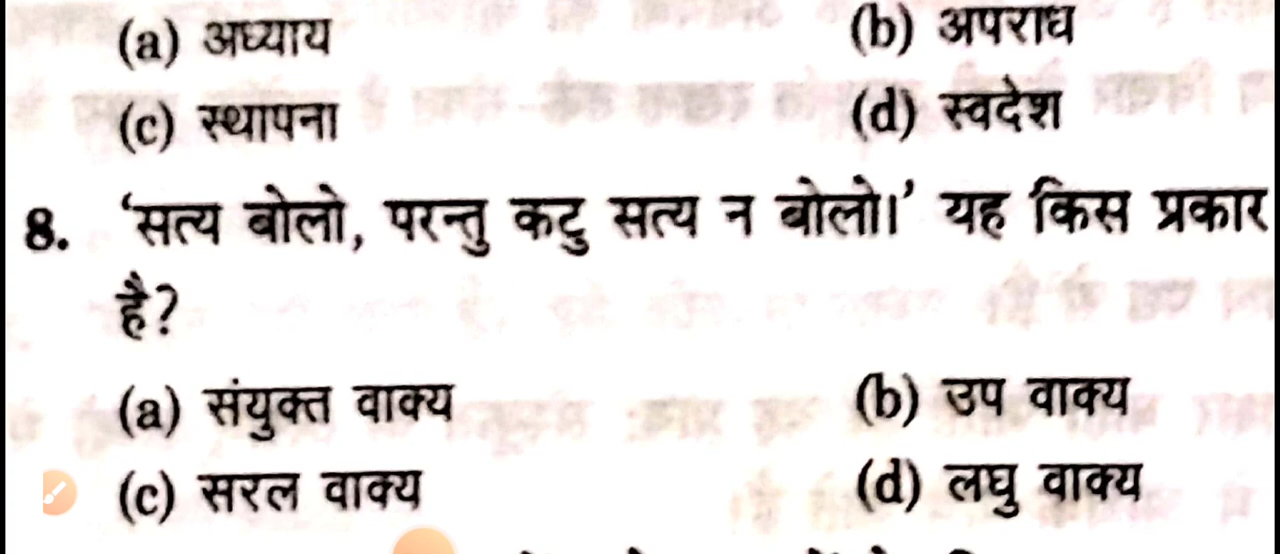 (a) अध्याय (b) अपराध
(c) स्थापना (d) स्वदेश
8. ‘सत्य बोलो, परन्तु कटु सत्य न बोलो।’ यह किस प्रकार
है?
(a) संयुक्त वाक्य (b) उप वाक्य
(c) सरल वाक्य (d) लघु वाक्य